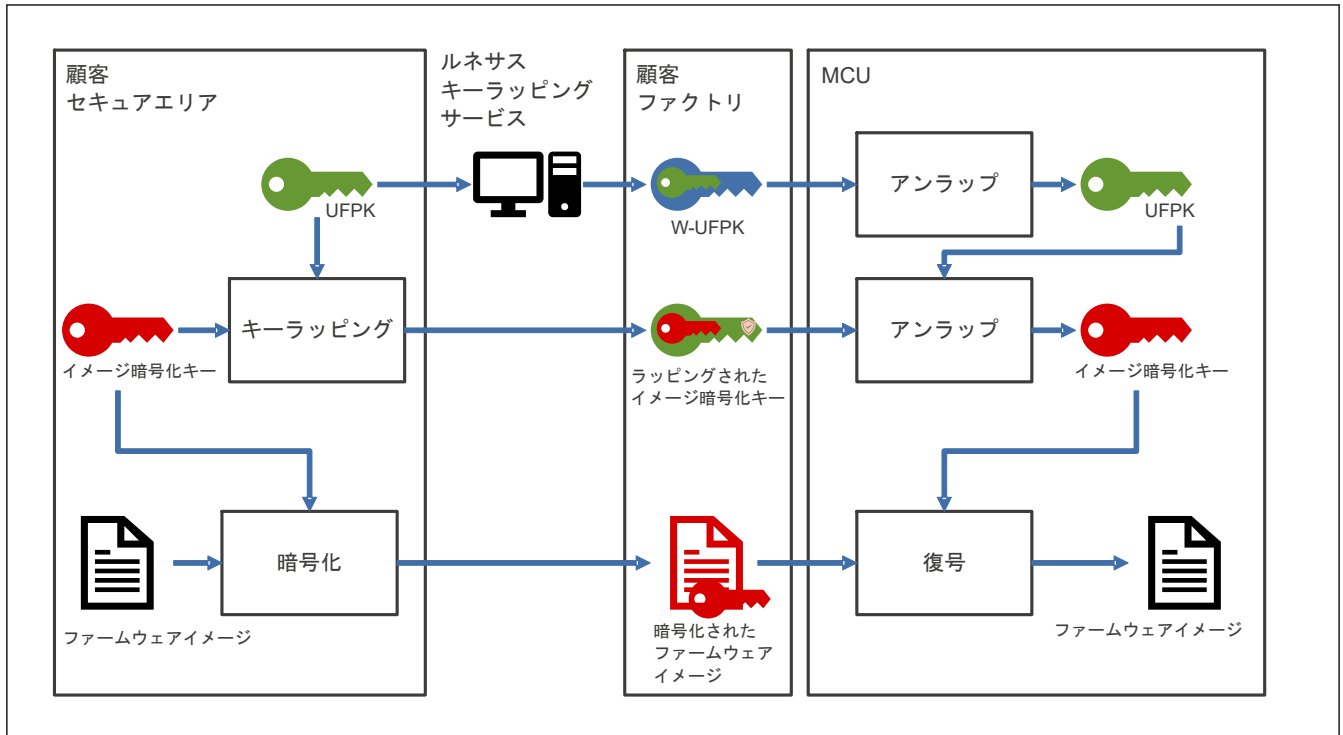 顧客
セキュアエリア
ルネサス
キーラッピング
サービス
顧客
ファクトリ
MCU
UFPK
W-UFPK
アンラップ
UFPK
イメージ暗号化キー
キーラッピング
ラッピングされた
イメージ暗号化キー
アンラップ
イメージ暗号化キー
ファームウェアイメージ
暗号化
暗号化された
ファームウェア
イメージ
復号
ファームウェアイメージ